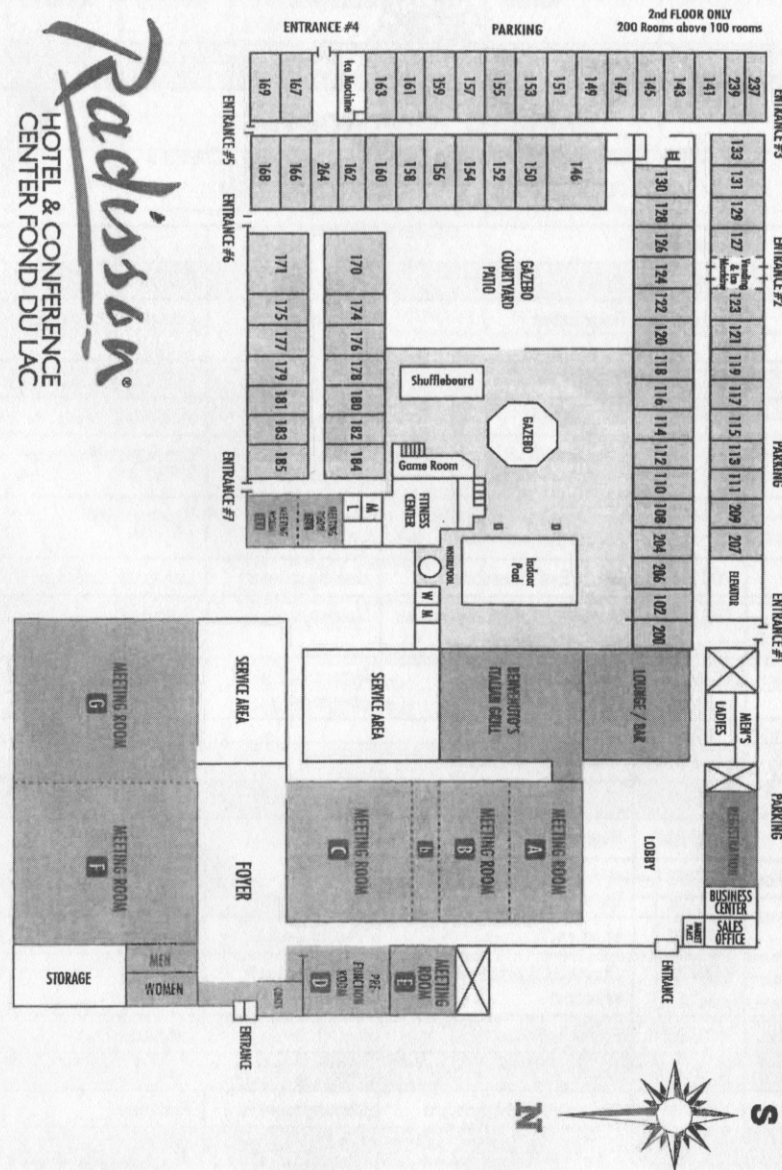 2nd FLOOR ONLY
200 Rooms above 100 rooms
ENTRANCE #4
PARKING
ENTRANCE #3
ENTRANCE #2
PARKING
ENTRANCE #1
PARKING
169
167
Ice Machine
163
161
159
157
155
153
151
149
147
145
143
141
239
237
ENTRANCE #5
168
166
264
162
160
158
156
154
152
150
146
133
131
129
127
Vending
& Ice
Machine
123
121
119
117
115
113
111
209
207
ELEVATOR
130
128
126
124
122
120
118
116
114
112
110
108
204
206
102
200
ENTRANCE #6
171
175
177
179
181
183
185
170
174
176
178
180
182
184
ENTRANCE #7
GAZEBO
COURTYARD
PATIO
Shuffleboard
GAZEBO
Game Room
FITNESS
CENTER
M
L
MEETING
ROOM
MEETING
ROOM
WHIRLPOOL
W
M
Indoor
Pool
MEN'S
LADIES
LOUNGE / BAR
BENVENUTO'S
ITALIAN GRILL
SERVICE AREA
SERVICE AREA
REGISTRATION
BUSINESS
CENTER
SALES
OFFICE
MARKET
PLACE
LOBBY
ENTRANCE
MEETING ROOM
A
MEETING ROOM
B
b
MEETING ROOM
C
FOYER
MEETING ROOM
G
MEETING ROOM
F
MEETING
ROOM
E
PRE-
FUNCTION
ROOM
D
COATS
MEN
WOMEN
STORAGE
ENTRANCE
S
N
Radisson®
HOTEL & CONFERENCE
CENTER FOND DU LAC